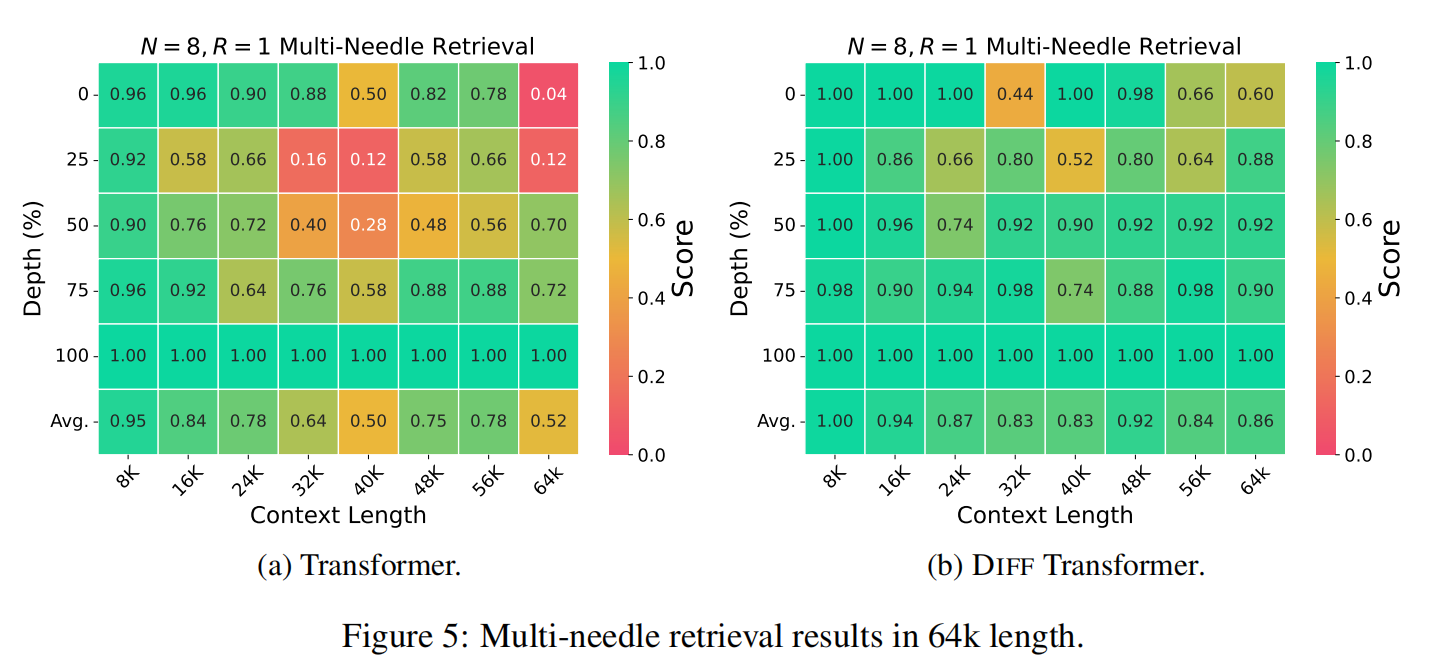 N = 8, R = 1 Multi-Needle Retrieval
0 0.96 0.96 0.90 0.88 0.50 0.82 0.78 0.04
25 0.92 0.58 0.66 0.16 0.12 0.58 0.66 0.12
50 0.90 0.76 0.72 0.40 0.28 0.48 0.56 0.70
75 0.96 0.92 0.64 0.76 0.58 0.88 0.88 0.72
100 1.00 1.00 1.00 1.00 1.00 1.00 1.00 1.00
Avg. 0.95 0.84 0.78 0.64 0.50 0.75 0.78 0.52
8K 16K 24K 32K 40K 48K 56K 64k
Context Length
Depth (%)
1.0
0.8
0.6
0.4
0.2
0.0
Score
(a) Transformer.
N = 8, R = 1 Multi-Needle Retrieval
0 1.00 1.00 1.00 0.44 1.00 0.98 0.66 0.60
25 1.00 0.86 0.66 0.80 0.52 0.80 0.64 0.88
50 1.00 0.96 0.74 0.92 0.90 0.92 0.92 0.92
75 0.98 0.90 0.94 0.98 0.74 0.88 0.98 0.90
100 1.00 1.00 1.00 1.00 1.00 1.00 1.00 1.00
Avg. 1.00 0.94 0.87 0.83 0.83 0.92 0.84 0.86
8K 16K 24K 32K 40K 48K 56K 64k
Context Length
Depth (%)
1.0
0.8
0.6
0.4
0.2
0.0
Score
(b) DIFF Transformer.
Figure 5: Multi-needle retrieval results in 64k length.